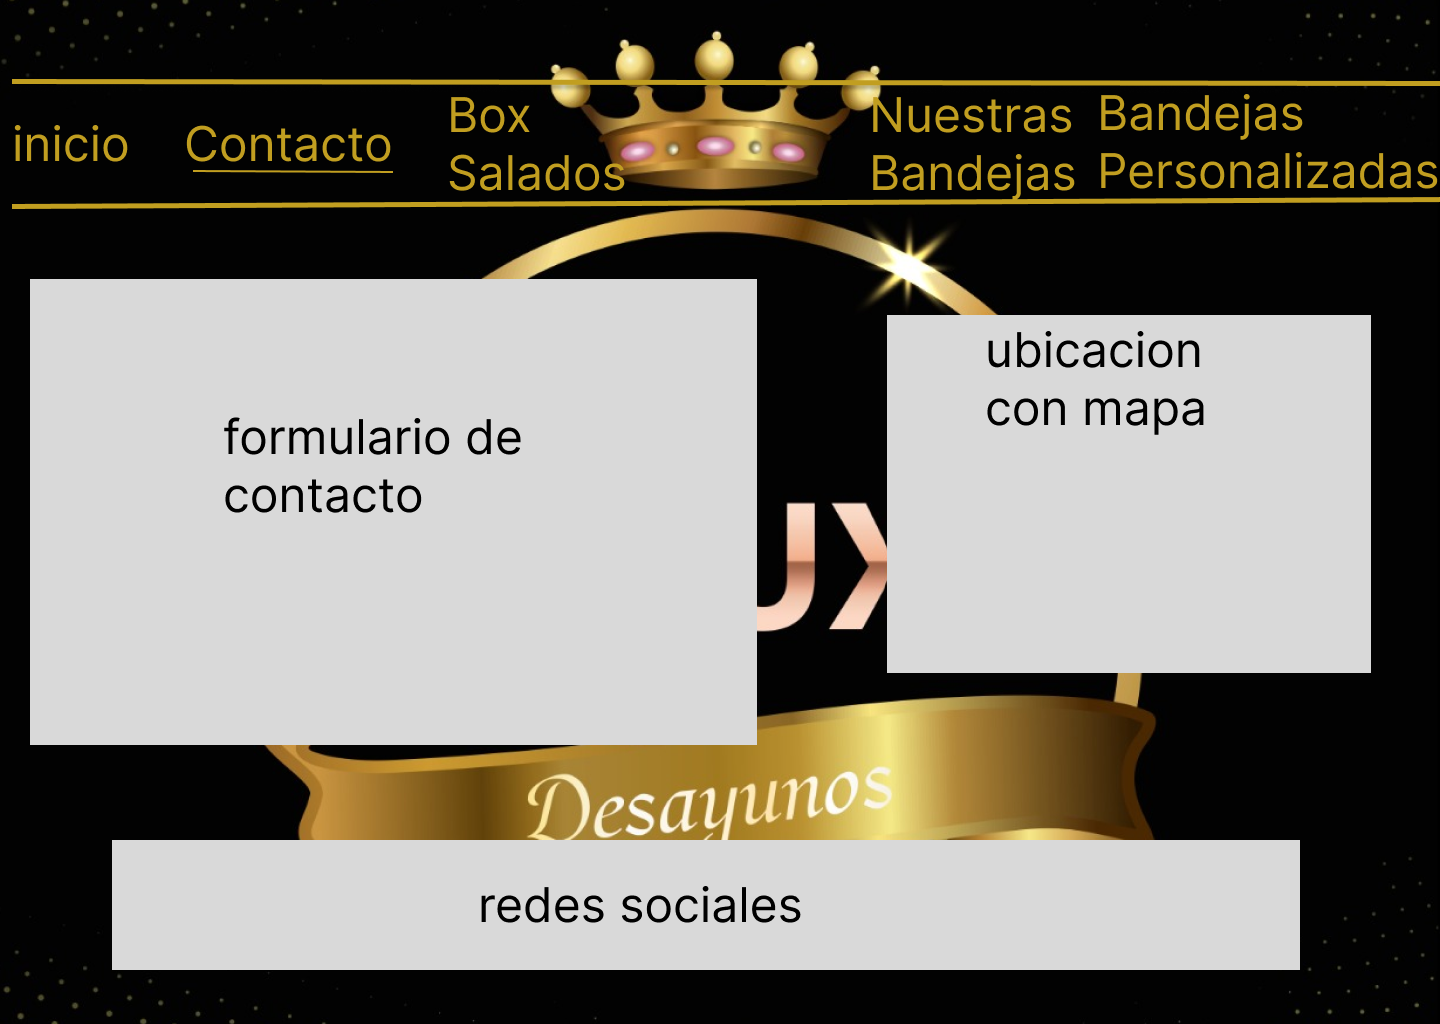 inicio
Contacto
Box
Salados
Nuestras
Bandejas
Bandejas
Personalizadas
formulario de
contacto
ubicacion
con mapa
UX
Desayunos
redes sociales